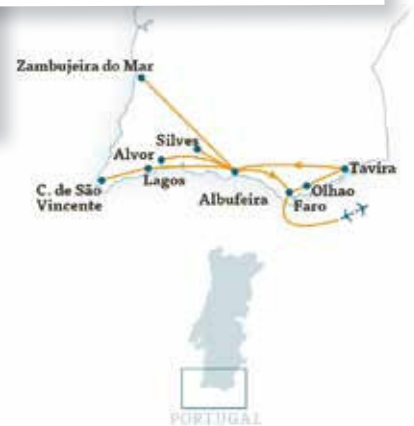 Zambujeira do Mar
Silves
Alvor
Tavira
Lagos
C. de São
Vincente
Olhao
Albufeira
Faro
PORTUGAL